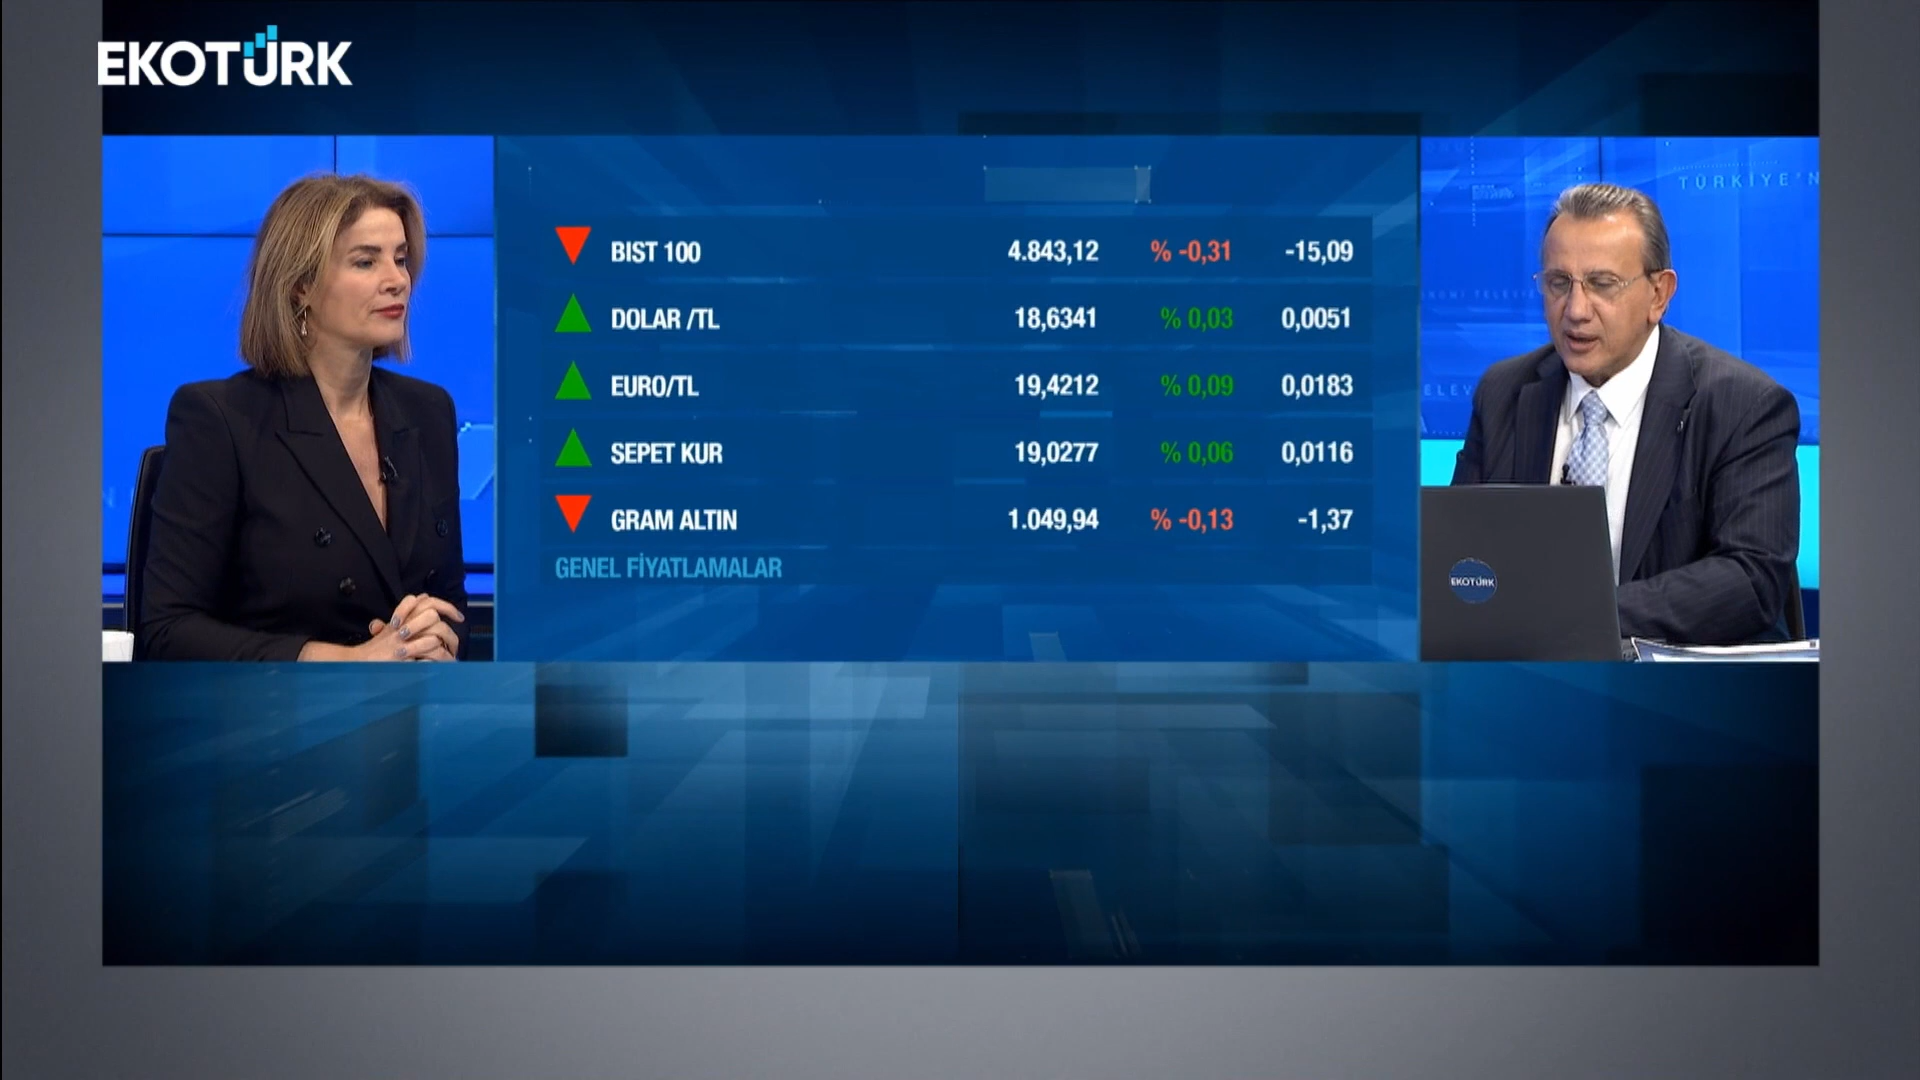 EKOTÜRK
TÜRKİYE'N
BIST 100 4.843,12 % -0,31 -15,09
DOLAR /TL 18,6341 % 0,03 0,0051
EURO/TL 19,4212 % 0,09 0,0183
SEPET KUR 19,0277 % 0,06 0,0116
GRAM ALTIN 1.049,94 % -0,13 -1,37
GENEL FİYATLAMALAR
EKOTÜRK